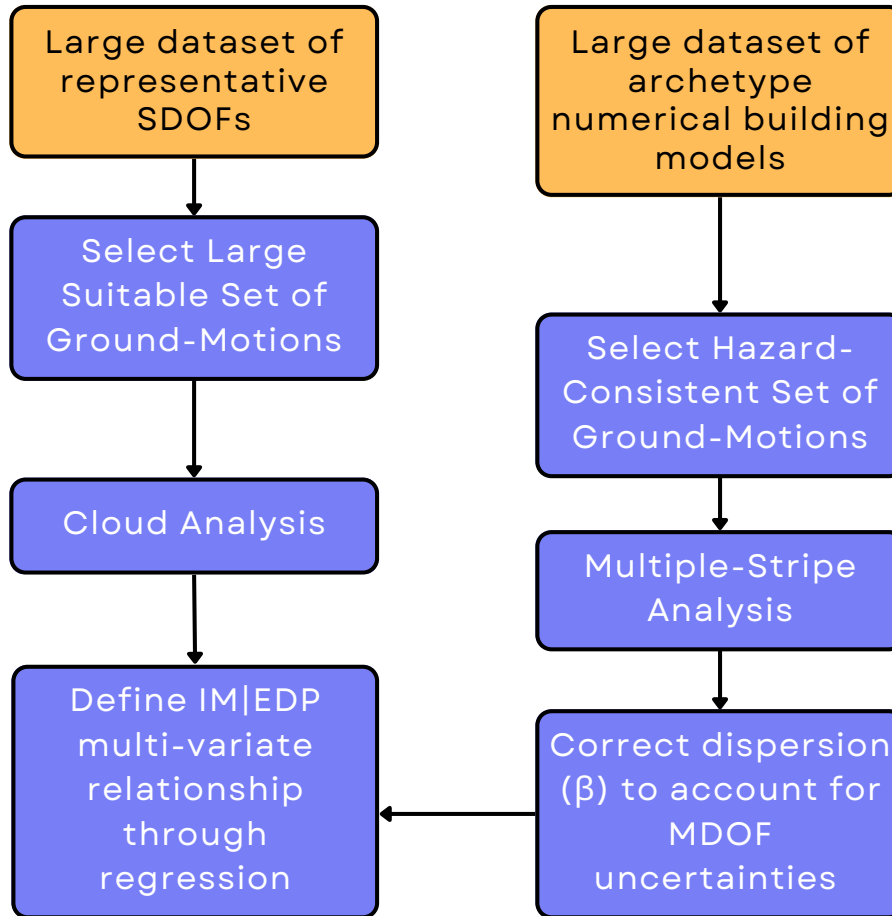 Large dataset of
representative
SDOFs
Select Large
Suitable Set of
Ground-Motions
Cloud Analysis
Define IM|EDP
multi-variate
relationship
through
regression
Large dataset of
archetype
numerical building
models
Select Hazard-
Consistent Set of
Ground-Motions
Multiple-Stripe
Analysis
Correct dispersion
(β) to account for
MDOF
uncertainties